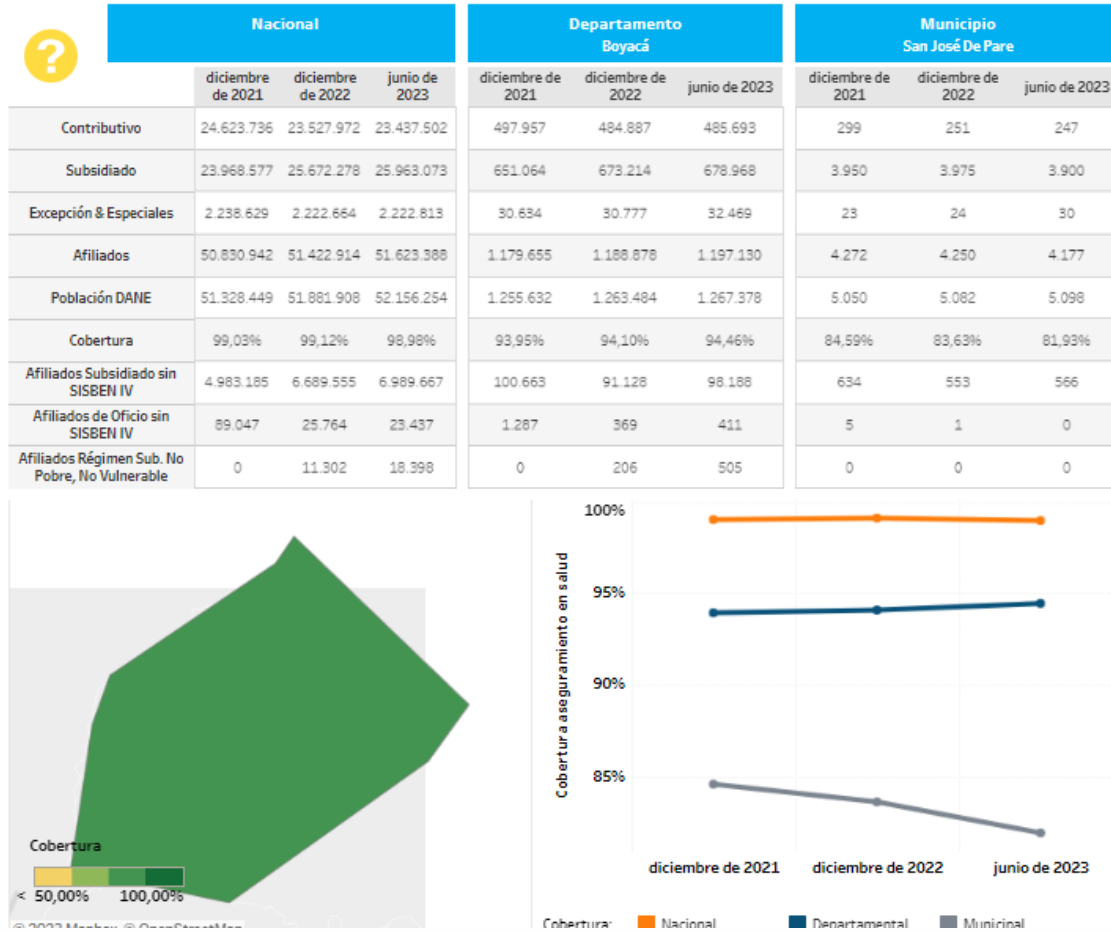 ?
Nacional
Departamento
Boyacá
Municipio
San José De Pare
diciembre de 2021 diciembre de 2022 junio de 2023 diciembre de 2021 diciembre de 2022 junio de 2023 diciembre de 2021 diciembre de 2022 junio de 2023
Contributivo 24.623.736 23.527.972 23.437.502 497.957 484.887 485.693 299 251 247
Subsidiado 23.968.577 25.672.278 25.963.073 651.064 673.214 678.968 3.950 3.975 3.900
Excepción & Especiales 2.238.629 2.222.664 2.222.813 30.634 30.777 32.469 23 24 30
Afiliados 50.830.942 51.422.914 51.623.388 1.179.655 1.188.878 1.197.130 4.272 4.250 4.177
Población DANE 51.328.449 51.881.908 52.156.254 1.255.632 1.263.484 1.267.378 5.050 5.082 5.098
Cobertura 99,03% 99,12% 98,98% 93,95% 94,10% 94,46% 84,59% 83,63% 81,93%
Afiliados Subsidiado sin SISBEN IV 4.983.185 6.689.555 6.989.667 100.663 91.128 98.188 634 553 566
Afiliados de Oficio sin SISBEN IV 89.047 25.764 23.437 1.287 369 411 5 1 0
Afiliados Régimen Sub. No Pobre, No Vulnerable 0 11.302 18.398 0 206 505 0 0 0
Cobertura
< 50,00% 100,00%
© 2023 Mapbox © OpenStreetMap
Cobertura aseguramiento en salud
100%
95%
90%
85%
diciembre de 2021 diciembre de 2022 junio de 2023
Cobertura: Nacional Departamental Municipal